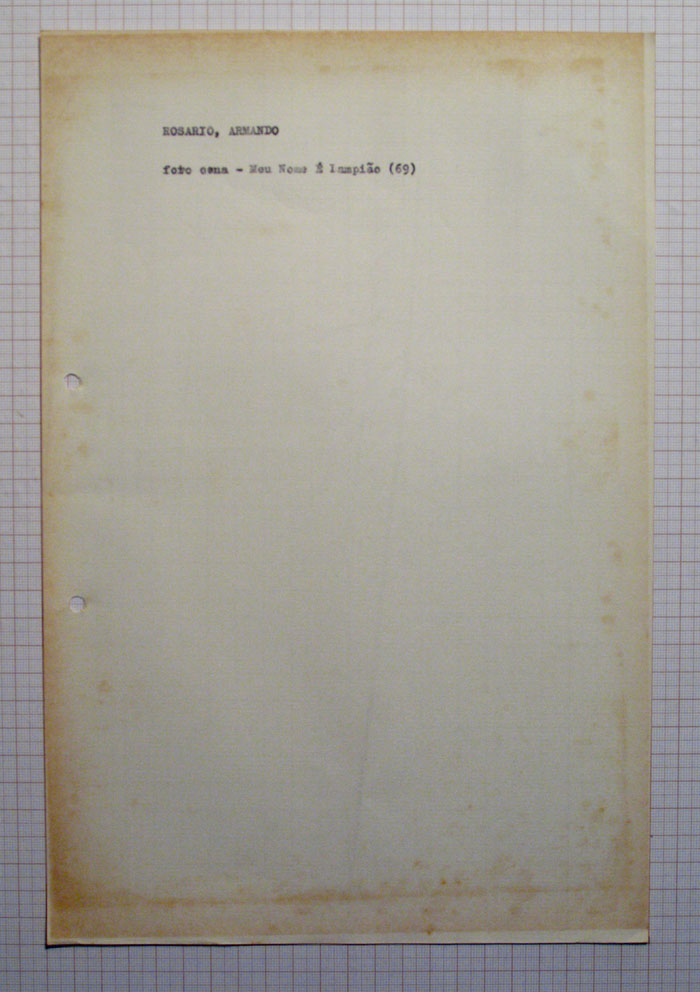 ROSARIO, ARMANDO
foto cena - Meu Nome É Lampião (69)